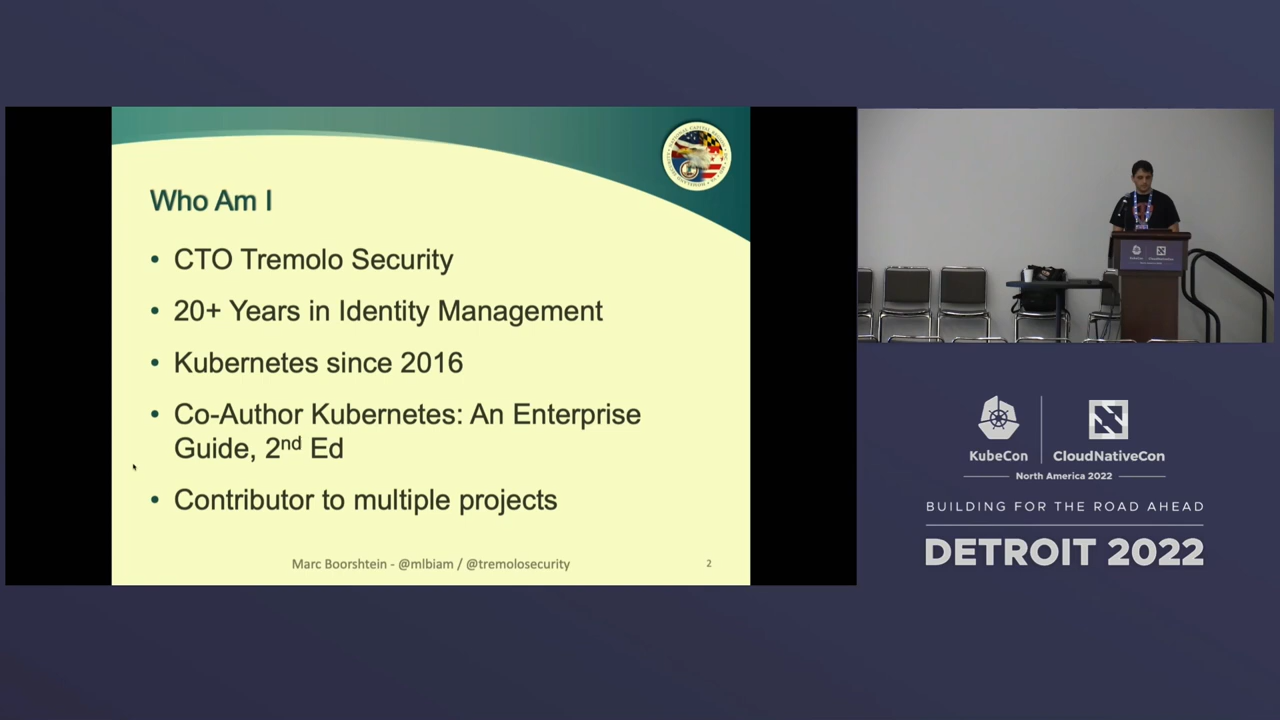 Who Am I
• CTO Tremolo Security
• 20+ Years in Identity Management
• Kubernetes since 2016
• Co-Author Kubernetes: An Enterprise
Guide, 2nd Ed
• Contributor to multiple projects
Marc Boorshtein - @mlbiam / @tremolosecurity
2
KubeCon
CloudNativeCon
North America 2022
BUILDING FOR THE ROAD AHEAD
DETROIT 2022